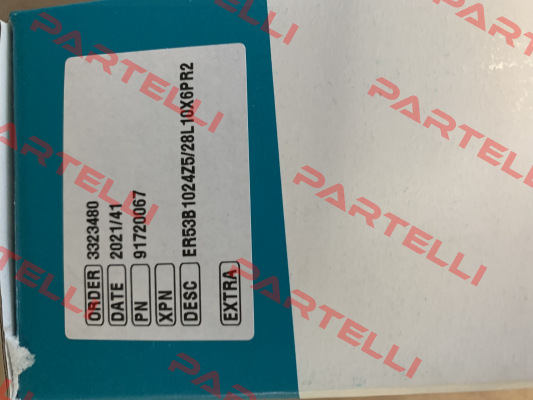 ORDER 3323480
DATE 2021/41
PN 91720067
XPN
DESC ER53B1024Z5/28L10X6PR2
EXTRA
PARTELLI
PARTELLI
PARTELLI
PARTELLI
PARTELLI
PARTELLI
PARTELLI